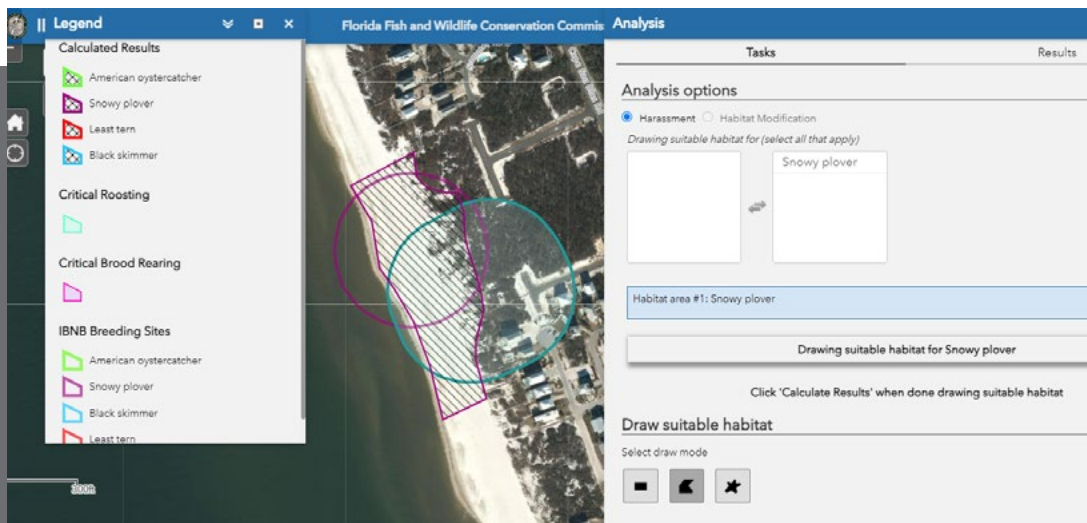 Legend
Calculated Results
American oystercatcher
Snowy plover
Least tern
Black skimmer
Critical Roosting
Critical Brood Rearing
IBNB Breeding Sites
American oystercatcher
Snowy plover
Black skimmer
Least tern
Florida Fish and Wildlife Conservation Commis
Analysis
Tasks
Results
Analysis options
Harassment
Habitat Modification
Drawing suitable habitat for (select all that apply)
Snowy plover
Habitat area #1: Snowy plover
Drawing suitable habitat for Snowy plover
Click 'Calculate Results' when done drawing suitable habitat
Draw suitable habitat
Select draw mode